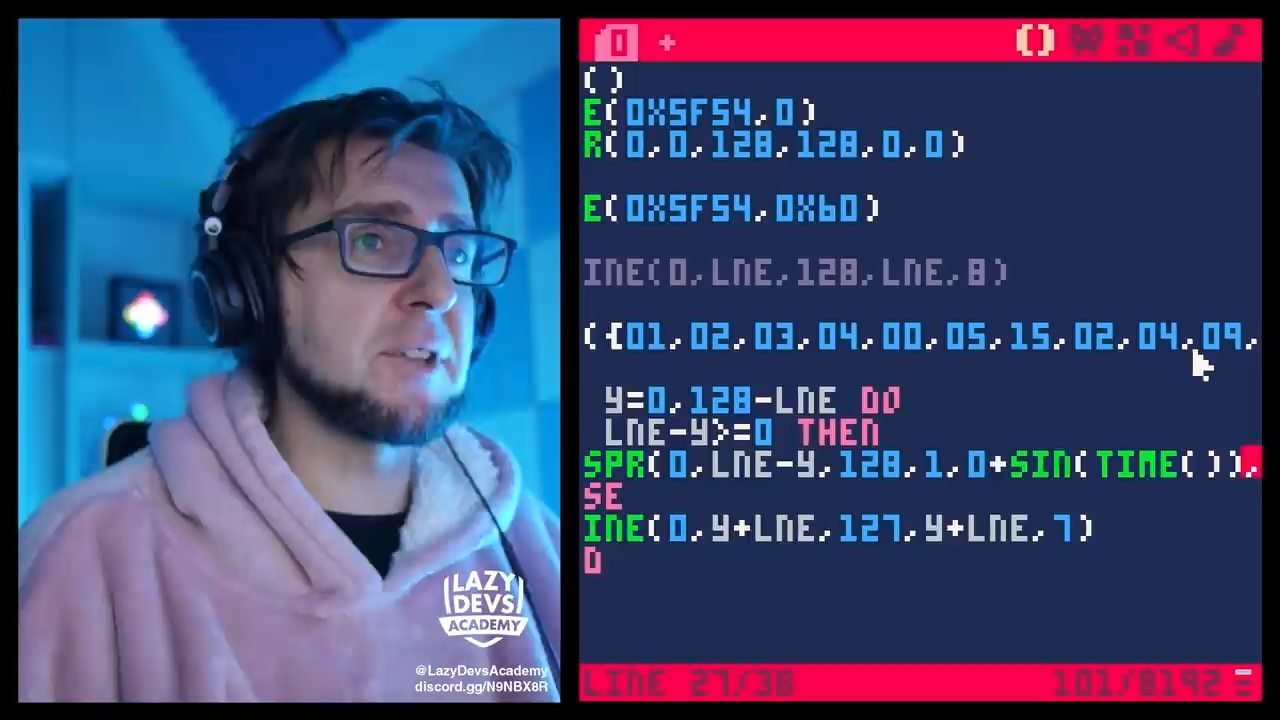 0 +
()
E(0X5F54,0)
R(0,0,128,128,0,0)
E(0X5F54,0X60)
INE(0,LNE,128,LNE,8)
({01,02,03,04,00,05,15,02,04,09,
Y=0,128-LNE DO
LNE-Y>=0 THEN
SPR(0,LNE-Y,128,1,0+SIN(TIME()),
SE
INE(0,Y+LNE,127,Y+LNE,7)
D
LINE 27/38
101/8192
LAZY
DEVS
ACADEMY
@LazyDevsAcademy
discord.gg/N9NBX8R